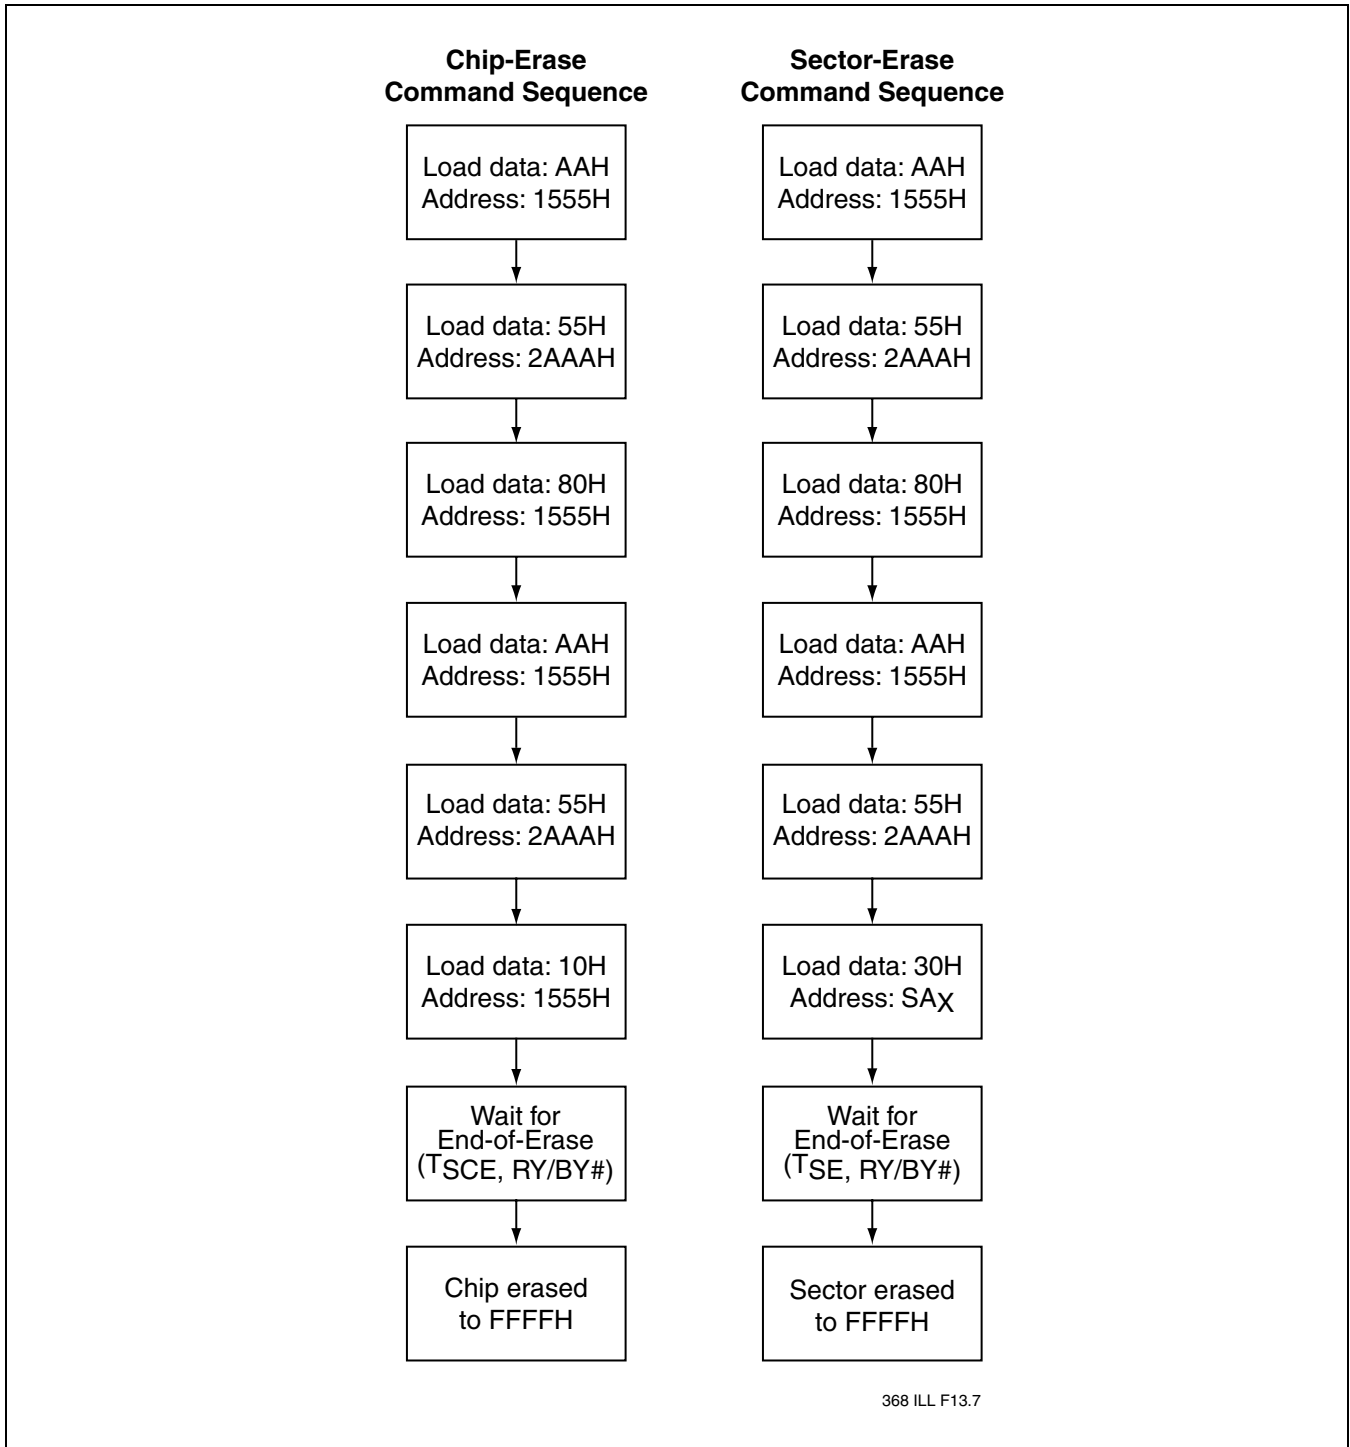 Chip-Erase
Command Sequence
Load data: AAH
Address: 1555H
Load data: 55H
Address: 2AAAH
Load data: 80H
Address: 1555H
Load data: AAH
Address: 1555H
Load data: 55H
Address: 2AAAH
Load data: 10H
Address: 1555H
Wait for
End-of-Erase
(TSCE, RY/BY#)
Chip erased
to FFFFH
Sector-Erase
Command Sequence
Load data: AAH
Address: 1555H
Load data: 55H
Address: 2AAAH
Load data: 80H
Address: 1555H
Load data: AAH
Address: 1555H
Load data: 55H
Address: 2AAAH
Load data: 30H
Address: SAX
Wait for
End-of-Erase
(TSE, RY/BY#)
Sector erased
to FFFFH
368 ILL F13.7